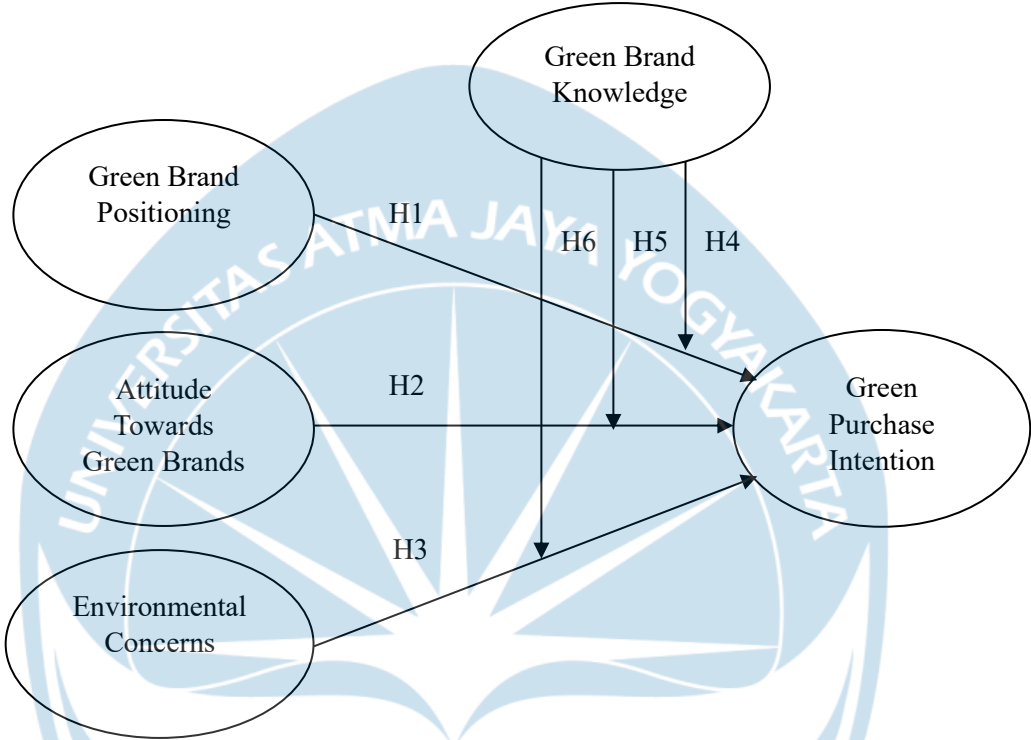 Green Brand
Knowledge
Green Brand
Positioning
H1
H6
H5
H4
UNIVERSITAS ATMA JAYA YOGYAKARTA
Attitude
Towards
Green Brands
H2
Green
Purchase
Intention
H3
Environmental
Concerns